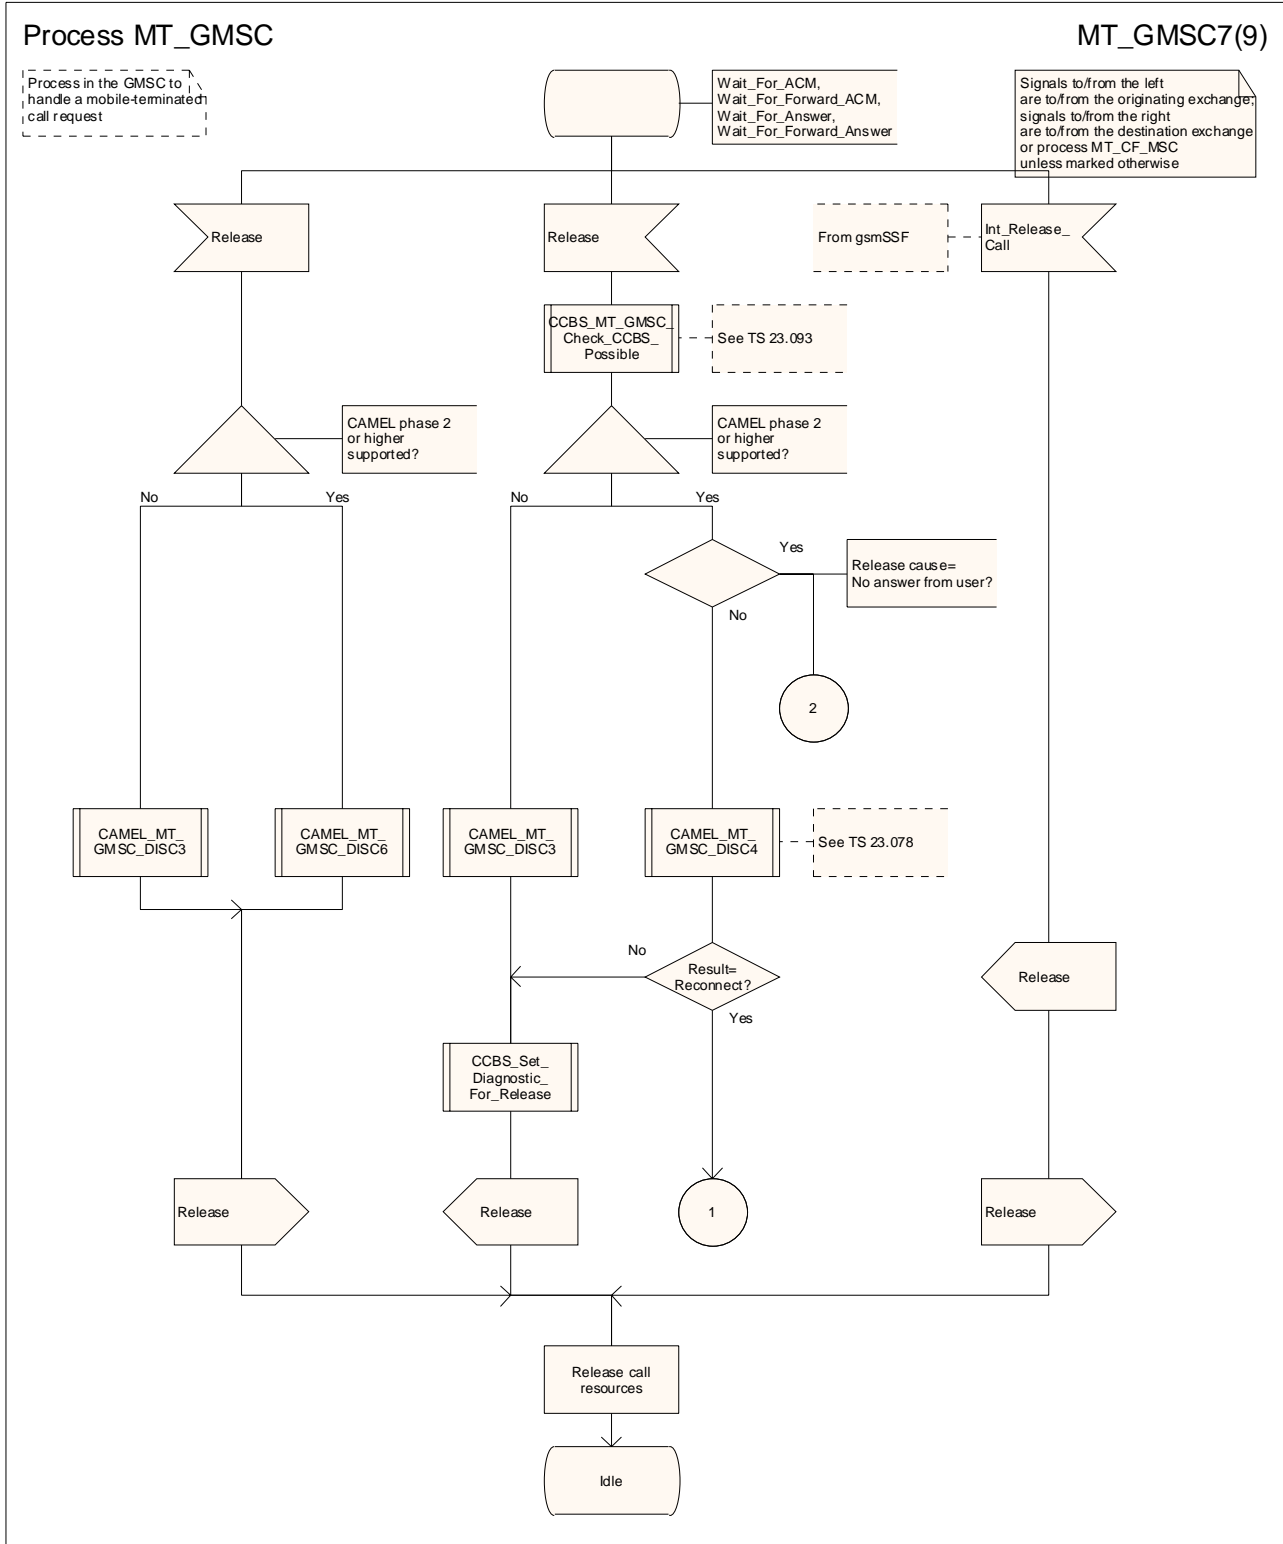 Process MT_GMSC
MT_GMSC7(9)
Process in the GMSC to
handle a mobile-terminated
call request
Wait_For_ACM,
Wait_For_Forward_ACM,
Wait_For_Answer,
Wait_For_Forward_Answer
Signals to/from the left
are to/from the originating exchange;
signals to/from the right
are to/from the destination exchange
or process MT_CF_MSC
unless marked otherwise
Release
Release
From gsmSSF
Int_Release_
Call
CCBS_MT_GMSC_
Check_CCBS_
Possible
See TS 23.093
CAMEL phase 2
or higher
supported?
CAMEL phase 2
or higher
supported?
No
Yes
No
Yes
Yes
Release cause=
No answer from user?
No
2
CAMEL_MT_
GMSC_DISC3
CAMEL_MT_
GMSC_DISC6
CAMEL_MT_
GMSC_DISC3
CAMEL_MT_
GMSC_DISC4
See TS 23.078
No
Result=
Reconnect?
Release
Yes
CCBS_Set_
Diagnostic_
For_Release
Release
Release
1
Release
Release call
resources
Idle